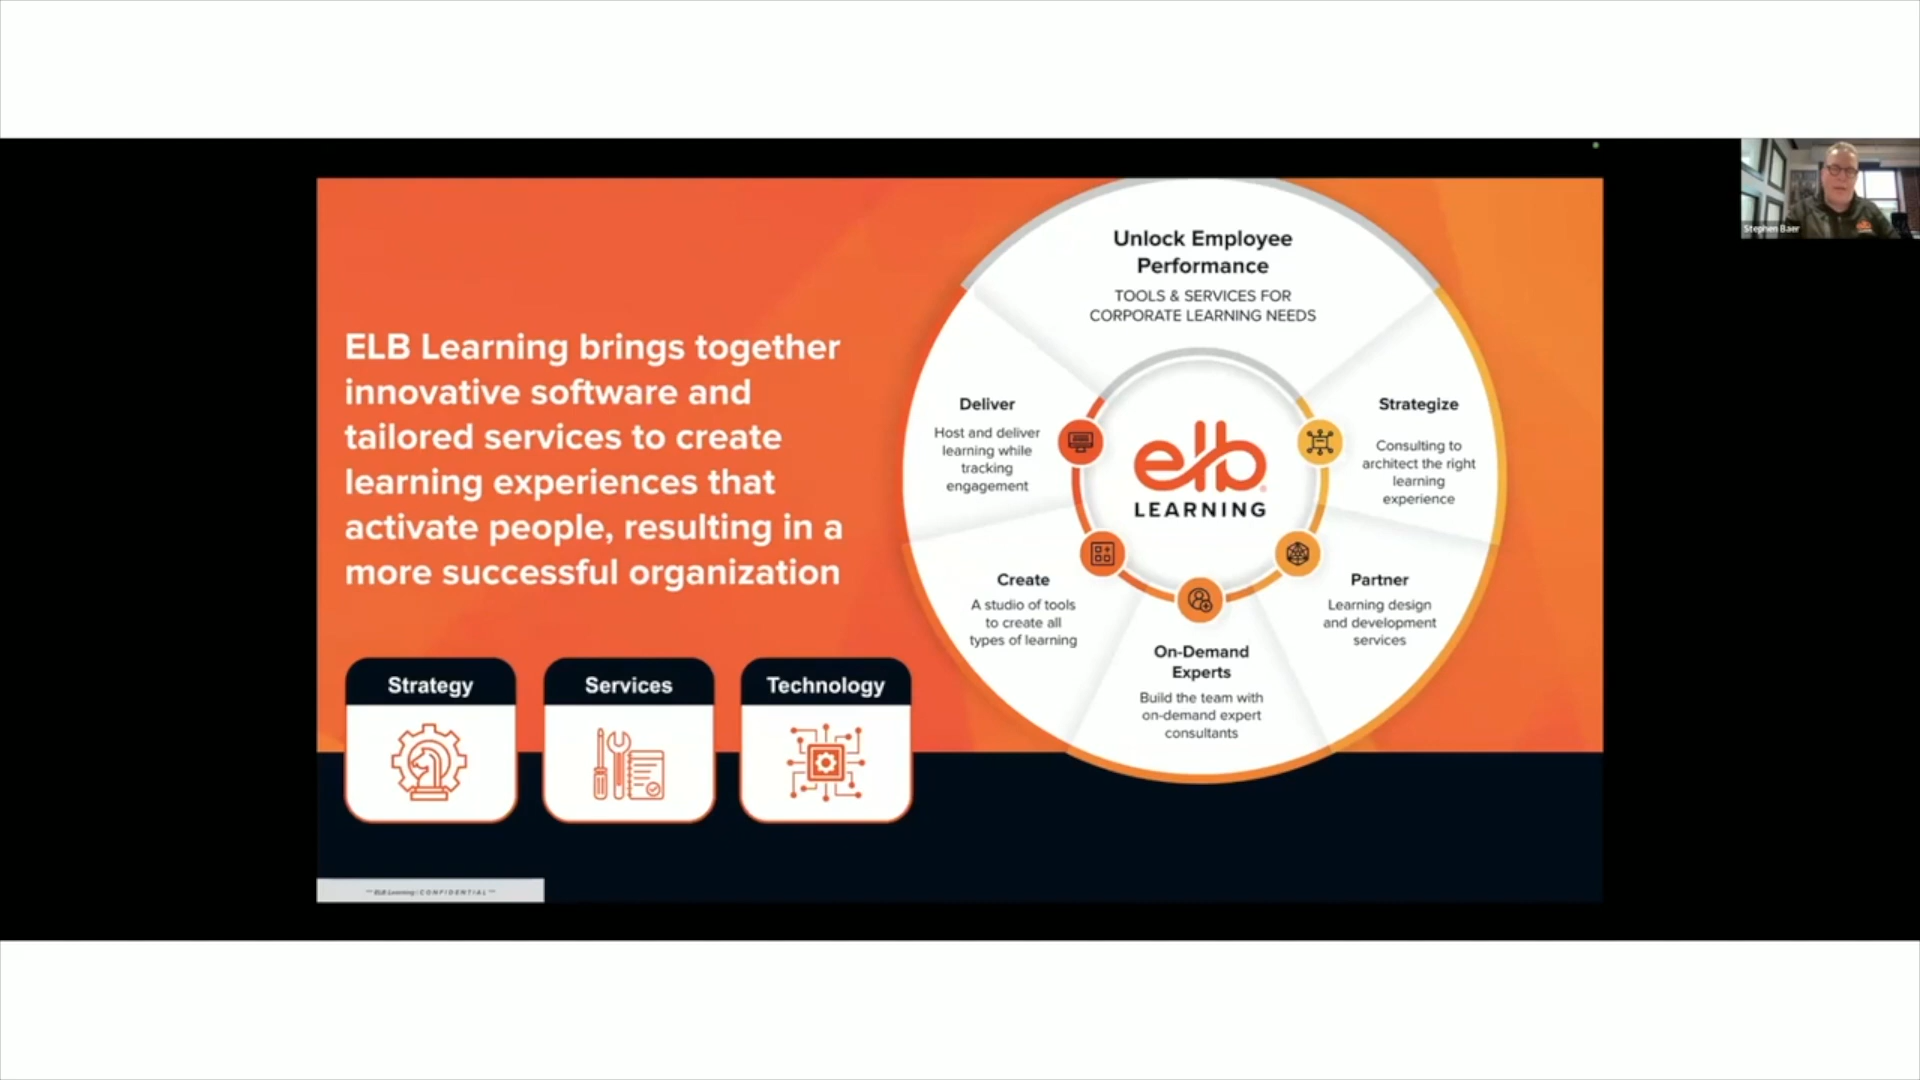 Stephen Baer
ELB Learning brings together
innovative software and
tailored services to create
learning experiences that
activate people, resulting in a
more successful organization
Strategy
Services
Technology
Unlock Employee
Performance
TOOLS & SERVICES FOR
CORPORATE LEARNING NEEDS
Deliver
Host and deliver
learning while
tracking
engagement
Strategize
Consulting to
architect the right
learning
experience
elb
LEARNING
Create
A studio of tools
to create all
types of learning
Partner
Learning design
and development
services
On-Demand
Experts
Build the team with
on-demand expert
consultants
*** ELB Learning | CONFIDENTIAL ***